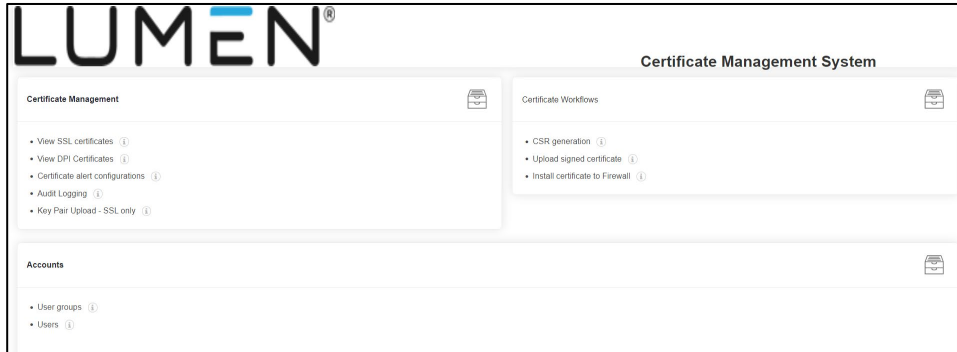 LUMEN®
Certificate Management System
Certificate Management
• View SSL certificates
• View DPI Certificates
• Certificate alert configurations
• Audit Logging
• Key Pair Upload - SSL only
Certificate Workflows
• CSR generation
• Upload signed certificate
• Install certificate to Firewall
Accounts
• User groups
• Users